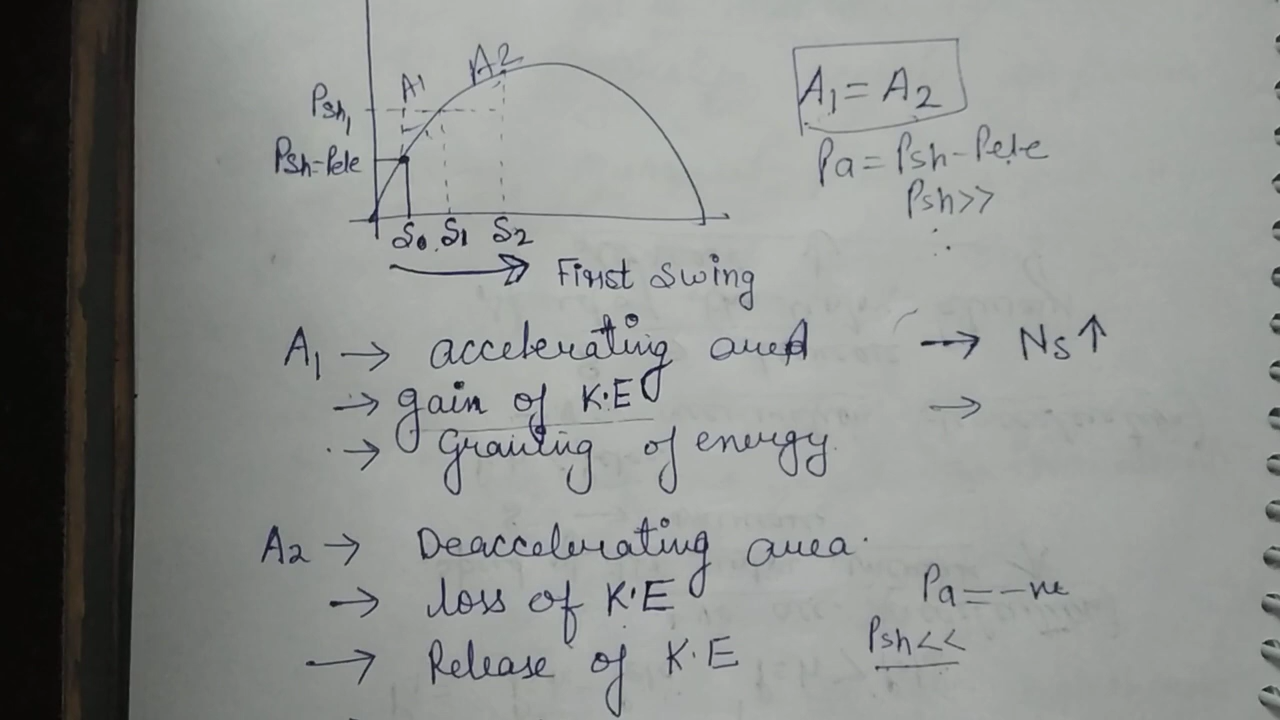 A1 A2
Psh1
Psh=Pele
δ0 δ1 δ2
→ First swing
A1 = A2
Pa = Psh-Pele
Psh>>
∴
A1 → accelerating area → Ns↑
→ gain of K.E →
→ of energy
A2 → Deaccelerating area.
→ loss of K.E
Pa = -ve
Psh<<
→ Release of K.E